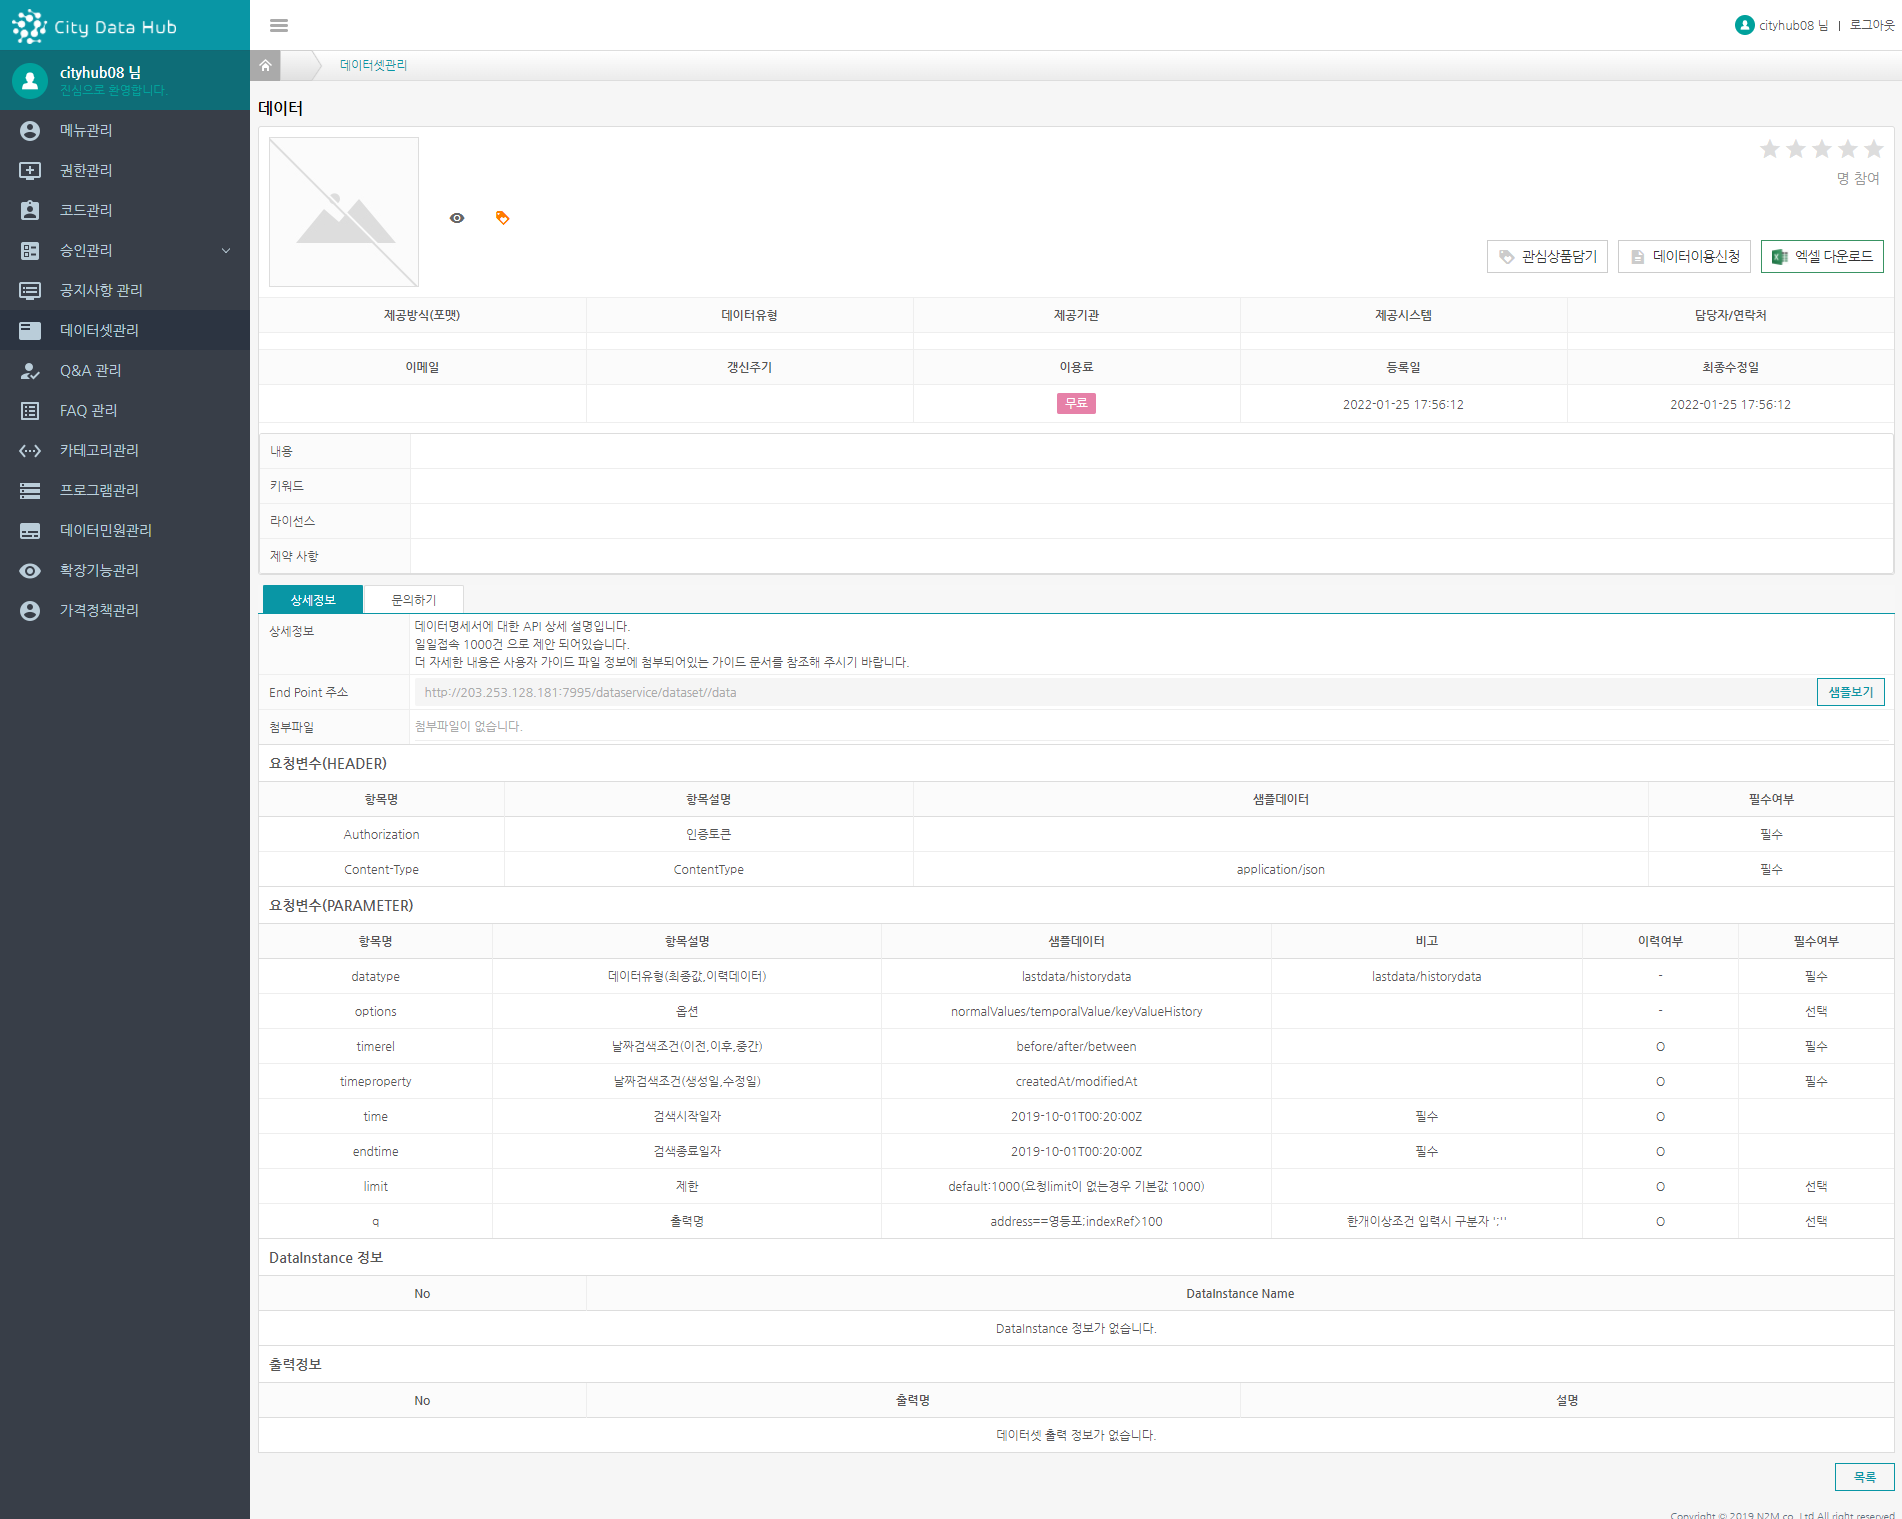 City Data Hub
cityhub08 님
로그아웃
cityhub08 님
진심으로 환영합니다.
메뉴관리
권한관리
코드관리
승인관리
공지사항 관리
데이터셋관리
Q&A 관리
FAQ 관리
카테고리관리
프로그램관리
데이터민원관리
확장기능관리
가격정책관리
데이터셋관리
데이터
명 참여
관심상품담기 데이터이용신청 엑셀 다운로드
제공방식(포맷) 데이터유형 제공기관 제공시스템 담당자/연락처
이메일 갱신주기 이용료 등록일 최종수정일
무료 2022-01-25 17:56:12 2022-01-25 17:56:12
내용
키워드
라이선스
제약 사항
상세정보 문의하기
상세정보
데이터명세서에 대한 API 상세 설명입니다.
일일접속 1000건 으로 제안 되어있습니다.
더 자세한 내용은 사용자 가이드 파일 정보에 첨부되어있는 가이드 문서를 참조해 주시기 바랍니다.
End Point 주소 http://203.253.128.181:7995/dataservice/dataset//data 샘플보기
첨부파일 첨부파일이 없습니다.
요청변수(HEADER)
항목명 항목설명 샘플데이터 필수여부
Authorization 인증토큰 필수
Content-Type ContentType application/json 필수
요청변수(PARAMETER)
항목명 항목설명 샘플데이터 비고 이력여부 필수여부
datatype 데이터유형(최종값,이력데이터) lastdata/historydata lastdata/historydata - 필수
options 옵션 normalValues/temporalValue/keyValueHistory - 선택
timerel 날짜검색조건(이전,이후,중간) before/after/between O 필수
timeproperty 날짜검색조건(생성일,수정일) createdAt/modifiedAt O 필수
time 검색시작일자 2019-10-01T00:20:00Z 필수 O
endtime 검색종료일자 2019-10-01T00:20:00Z 필수 O
limit 제한 default:1000(요청limit이 없는경우 기본값 1000) O 선택
q 출력명 address==영등포;indexRef>100 한개이상조건 입력시 구분자 ';'' O 선택
DataInstance 정보
No DataInstance Name
DataInstance 정보가 없습니다.
출력정보
No 출력명 설명
데이터셋 출력 정보가 없습니다.
목록
Copyright © 2019 N2M co. Ltd All right reserved